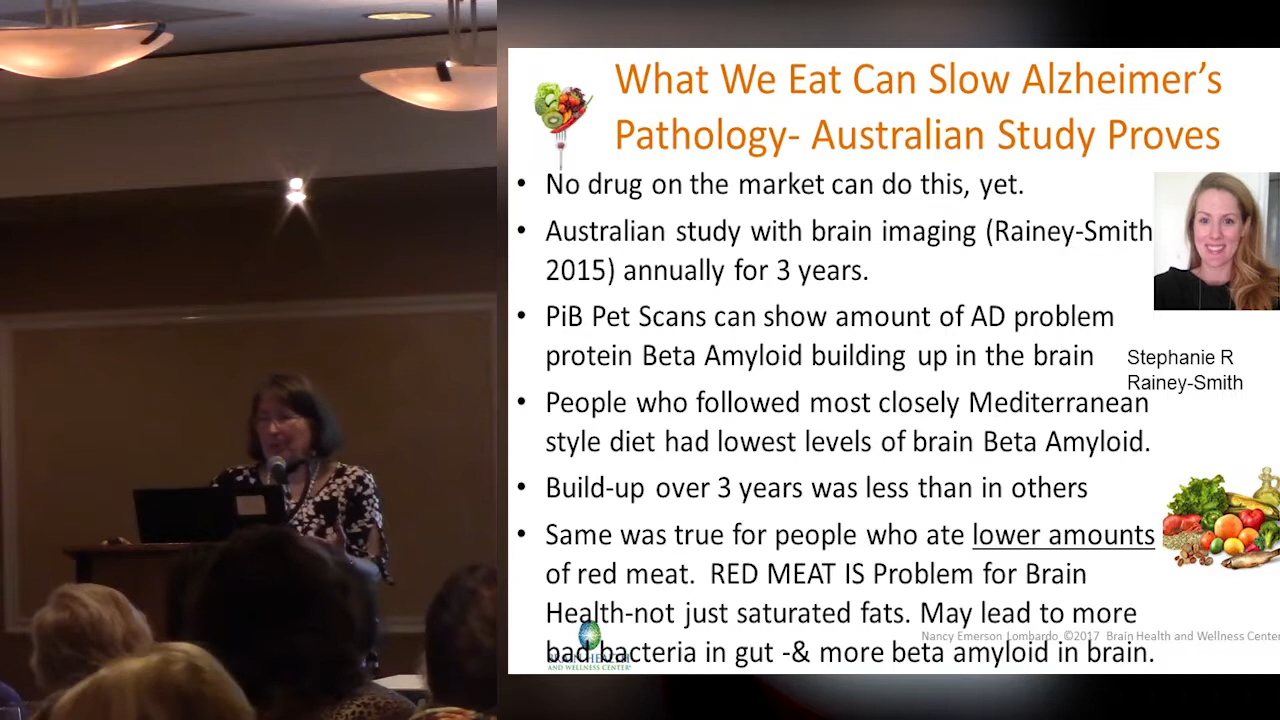 What We Eat Can Slow Alzheimer's
Pathology- Australian Study Proves
• No drug on the market can do this, yet.
• Australian study with brain imaging (Rainey-Smith
2015) annually for 3 years.
• PiB Pet Scans can show amount of AD problem
protein Beta Amyloid building up in the brain
Stephanie R
Rainey-Smith
• People who followed most closely Mediterranean
style diet had lowest levels of brain Beta Amyloid.
• Build-up over 3 years was less than in others
• Same was true for people who ate lower amounts
of red meat. RED MEAT IS Problem for Brain
Health-not just saturated fats. May lead to more
Nancy Emerson Lombardo ©2017 Brain Health and Wellness Center
bad bacteria in gut -& more beta amyloid in brain.
BRAIN HEALTH
AND WELLNESS CENTER